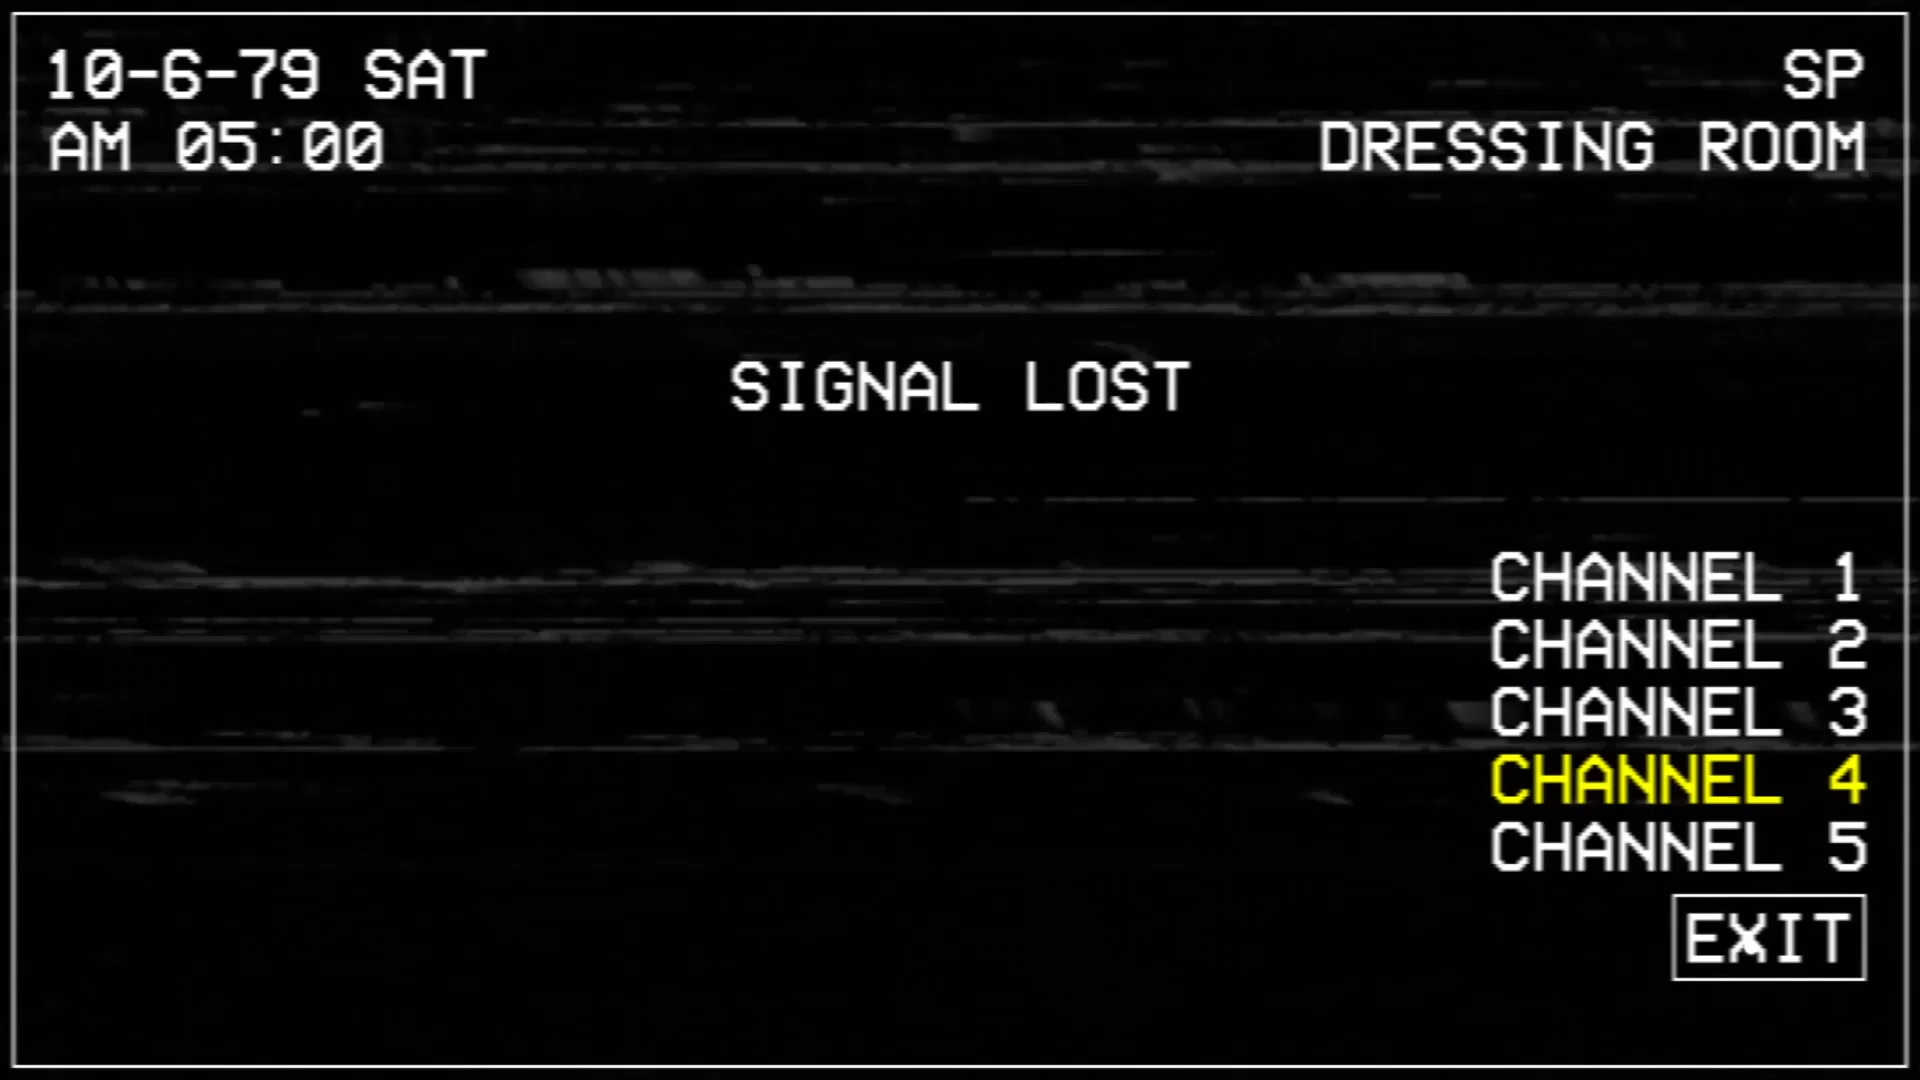 10-6-79 SAT
SP
AM 05:00
DRESSING ROOM
SIGNAL LOST
CHANNEL 1
CHANNEL 2
CHANNEL 3
CHANNEL 4
CHANNEL 5
EXIT